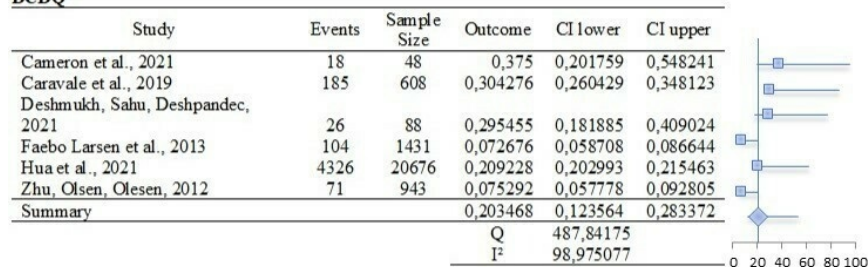 BCDQ
Study Events Sample Size Outcome CI lower CI upper
Cameron et al., 2021 18 48 0,375 0,201759 0,548241
Caravale et al., 2019 185 608 0,304276 0,260429 0,348123
Deshmukh, Sahu, Deshpandec,
2021 26 88 0,295455 0,181885 0,409024
Faebo Larsen et al., 2013 104 1431 0,072676 0,058708 0,086644
Hua et al., 2021 4326 20676 0,209228 0,202993 0,215463
Zhu, Olsen, Olesen, 2012 71 943 0,075292 0,057778 0,092805
Summary 0,203468 0,123564 0,283372
Q 487,84175
I² 98,975077
0 20 40 60 80 100